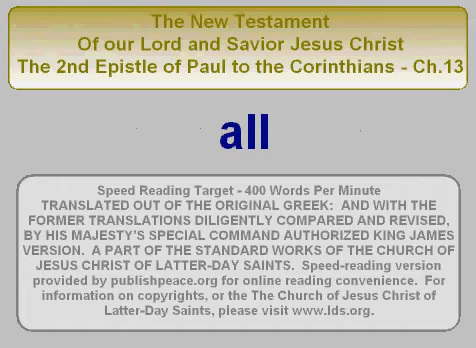 The New Testament
Of our Lord and Savior Jesus Christ
The 2nd Epistle of Paul to the Corinthians - Ch.13
all
Speed Reading Target - 400 Words Per Minute
TRANSLATED OUT OF THE ORIGINAL GREEK:  AND WITH THE
FORMER TRANSLATIONS DILIGENTLY COMPARED AND REVISED,
BY HIS MAJESTY'S SPECIAL COMMAND AUTHORIZED KING JAMES
VERSION.  A PART OF THE STANDARD WORKS OF THE CHURCH OF
JESUS CHRIST OF LATTER-DAY SAINTS.  Speed-reading version
provided by publishpeace.org for online reading convenience.  For
information on copyrights, or the The Church of Jesus Christ of
Latter-Day Saints, please visit www.lds.org.